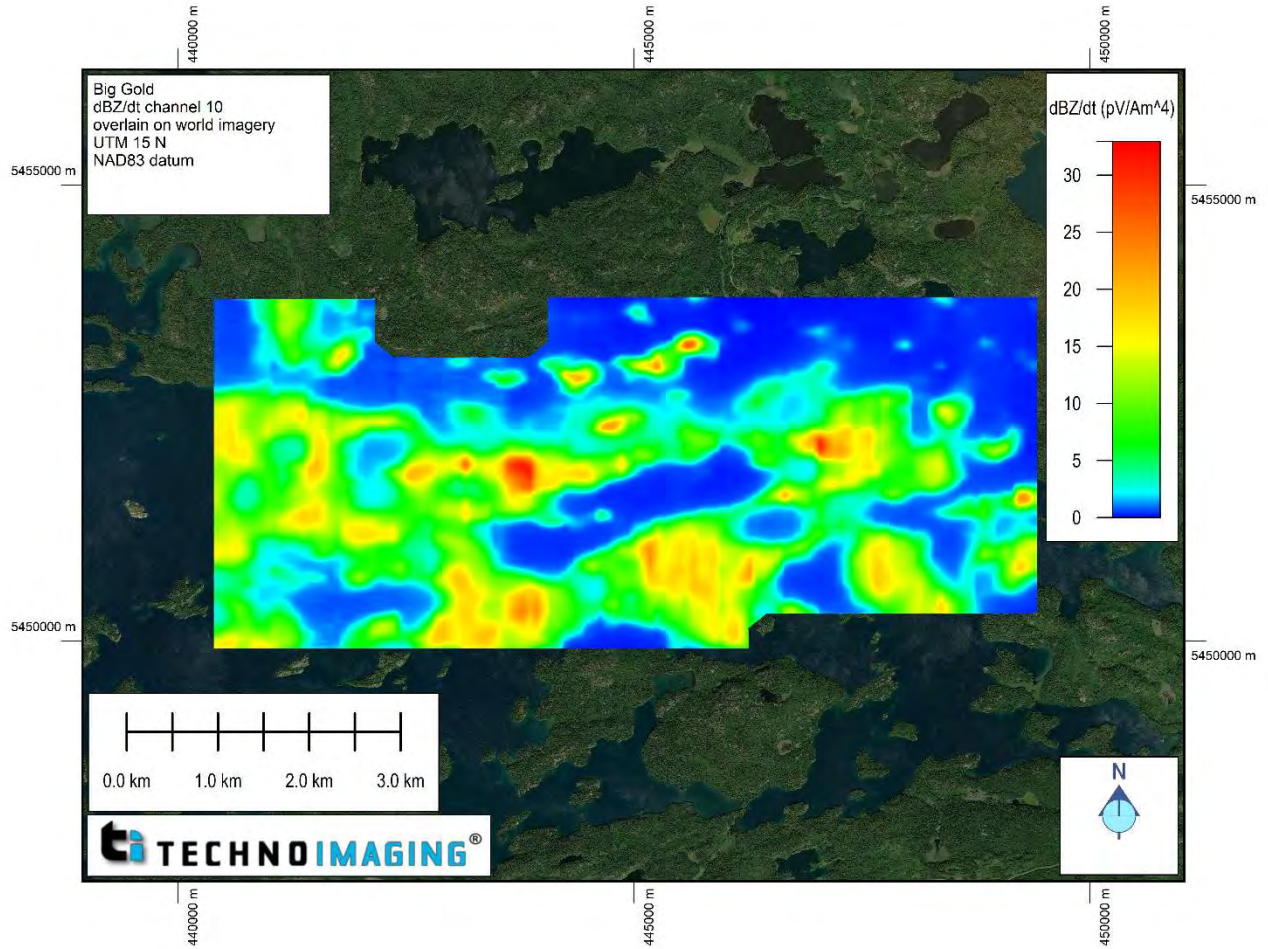 440000 m
445000 m
450000 m
Big Gold
dBZ/dt channel 10
overlain on world imagery
UTM 15 N
NAD83 datum
dBZ/dt (pV/Am^4)
30
25
20
15
10
5
0
5455000 m
5455000 m
5450000 m
5450000 m
0.0 km 1.0 km 2.0 km 3.0 km
N
ti TECHNOIMAGING®
440000 m
445000 m
450000 m